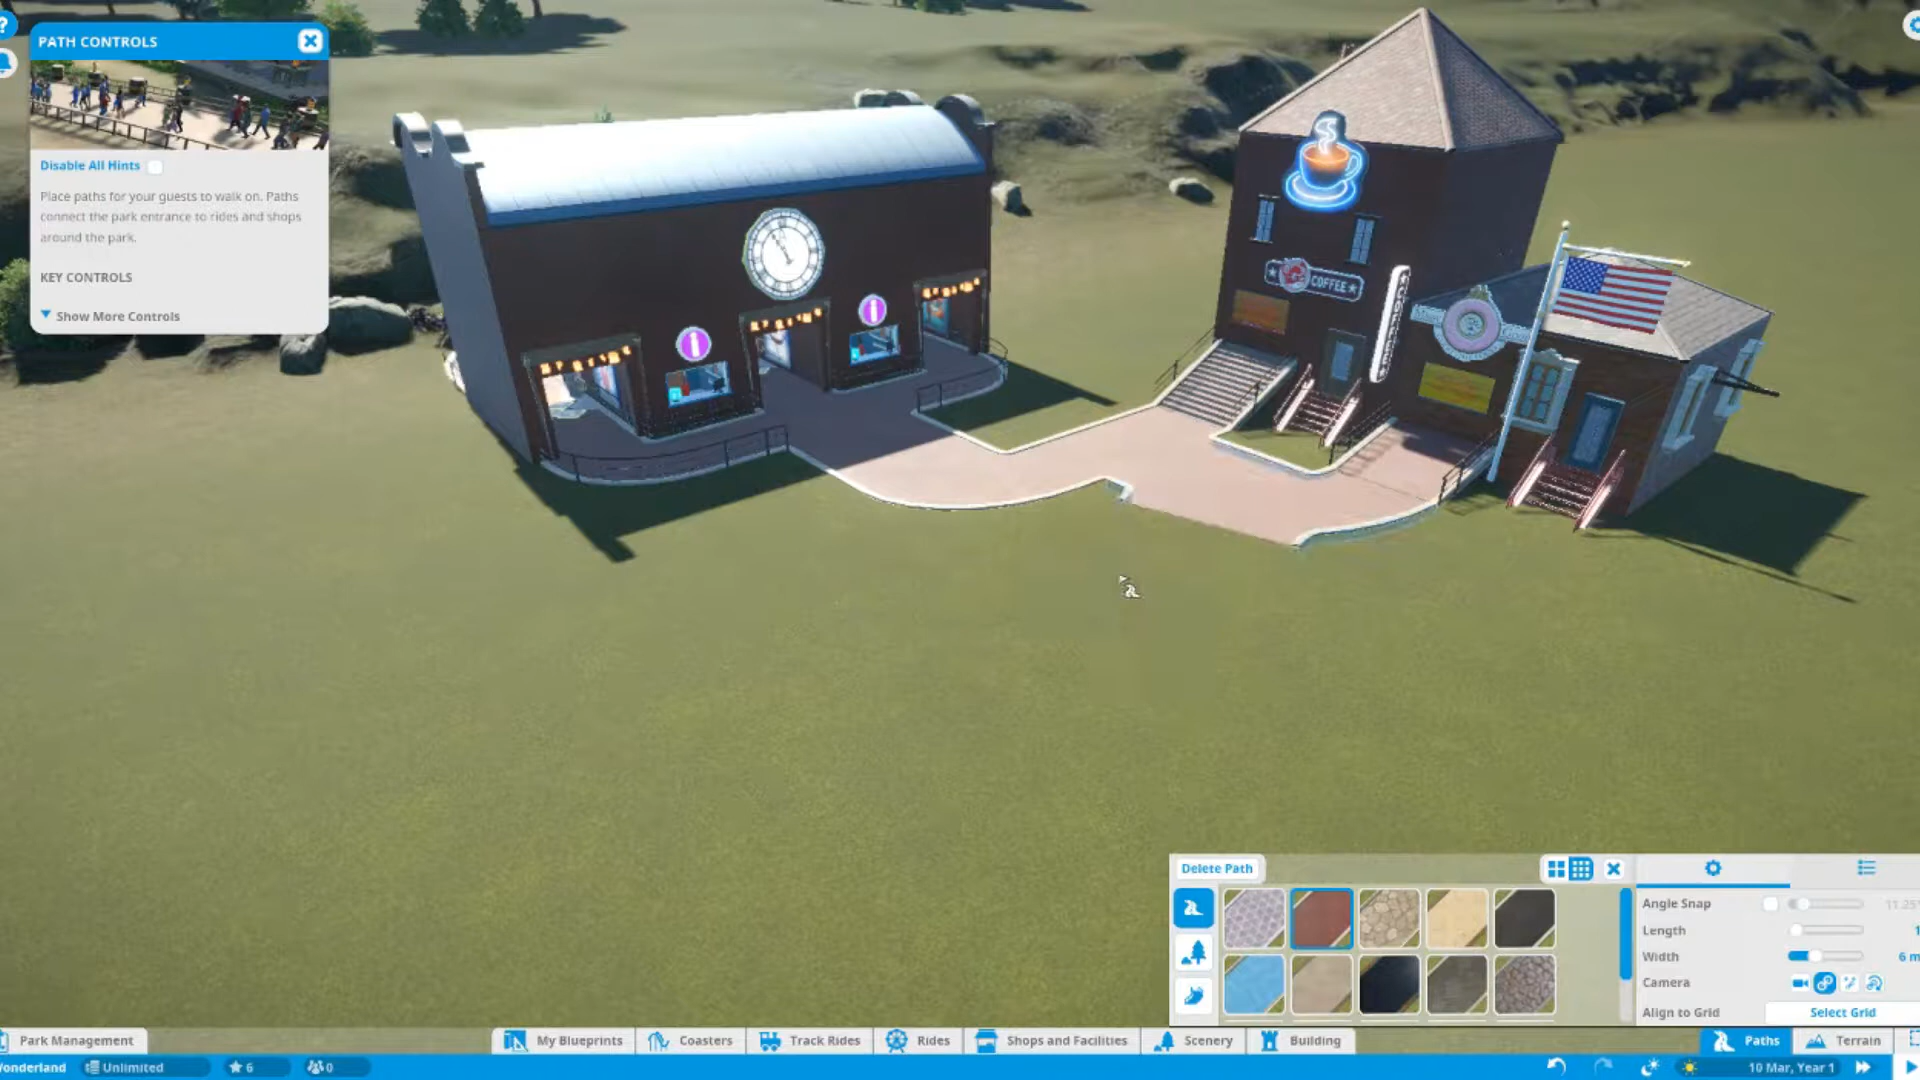 PATH CONTROLS
Disable All Hints
Place paths for your guests to walk on. Paths
connect the park entrance to rides and shops
around the park.
KEY CONTROLS
Show More Controls
COFFEE
Delete Path
Angle Snap
11.25°
Length
1
Width
6 m
Camera
Align to Grid
Select Grid
Park Management
My Blueprints
Coasters
Track Rides
Rides
Shops and Facilities
Scenery
Building
Paths
Terrain
onderland
Unlimited
6
0
10 Mar, Year 1